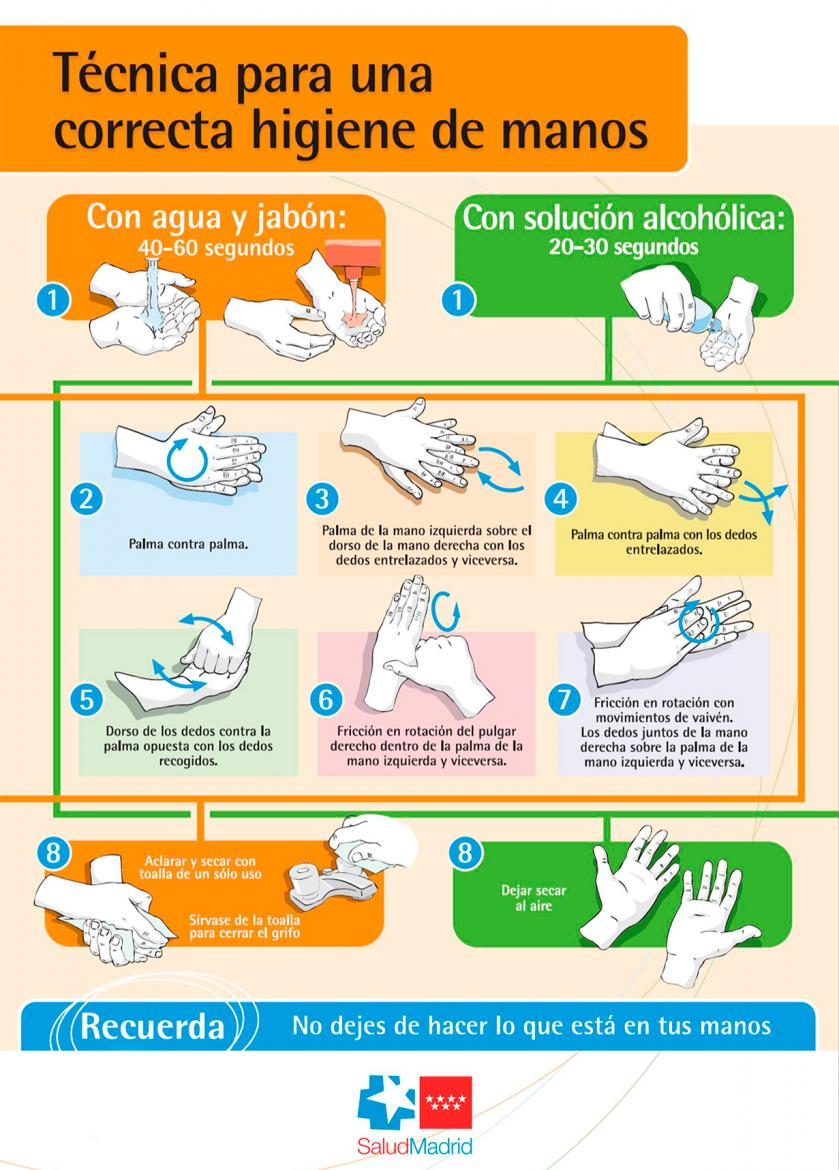 Técnica para una
correcta higiene de manos
Con agua y jabón:
40-60 segundos
1
Con solución alcohólica:
20-30 segundos
1
2
Palma contra palma.
3
Palma de la mano izquierda sobre el
dorso de la mano derecha con los
dedos entrelazados y viceversa.
4
Palma contra palma con los dedos
entrelazados.
5
Dorso de los dedos contra la
palma opuesta con los dedos
recogidos.
6
Fricción en rotación del pulgar
derecho dentro de la palma de la
mano izquierda y viceversa.
7
Fricción en rotación con
movimientos de vaivén.
Los dedos juntos de la mano
derecha sobre la palma de la
mano izquierda y viceversa.
8
Aclarar y secar con
toalla de un sólo uso
Sírvase de la toalla
para cerrar el grifo
8
Dejar secar
al aire
Recuerda
No dejes de hacer lo que está en tus manos
SaludMadrid